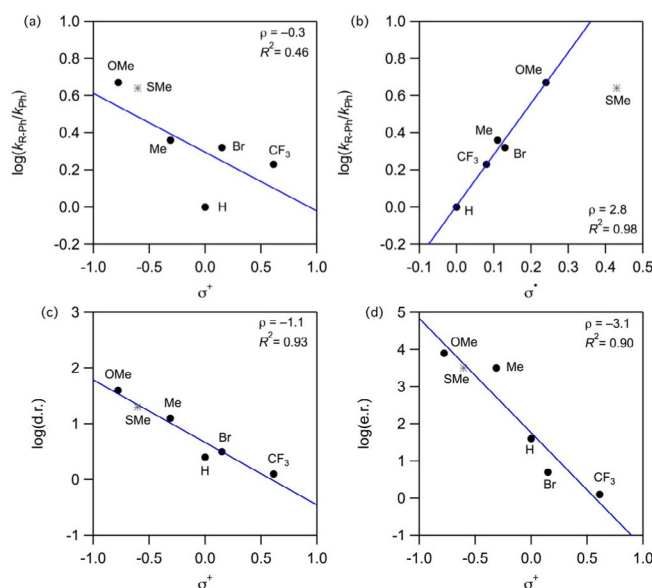 (a)
ρ = –0.3
R² = 0.46
OMe
SMe
Me
Br
CF₃
H
log(kR-Ph/kPh)
0.8
0.6
0.4
0.2
0.0
-0.2
-1.0 -0.5 0.0 0.5 1.0
σ⁺
(b)
OMe
SMe
Me
Br
CF₃
H
ρ = 2.8
R² = 0.98
log(kR-Ph/kPh)
1.0
0.8
0.6
0.4
0.2
0.0
-0.2
-0.1 0.0 0.1 0.2 0.3 0.4 0.5
σ•
(c)
ρ = –1.1
R² = 0.93
OMe
SMe
Me
H
Br
CF₃
log(d.r.)
3
2
1
0
-1
-1.0 -0.5 0.0 0.5 1.0
σ⁺
(d)
ρ = –3.1
R² = 0.90
OMe
SMe
Me
H
Br
CF₃
log(e.r.)
5
4
3
2
1
0
-1
-1.0 -0.5 0.0 0.5 1.0
σ⁺